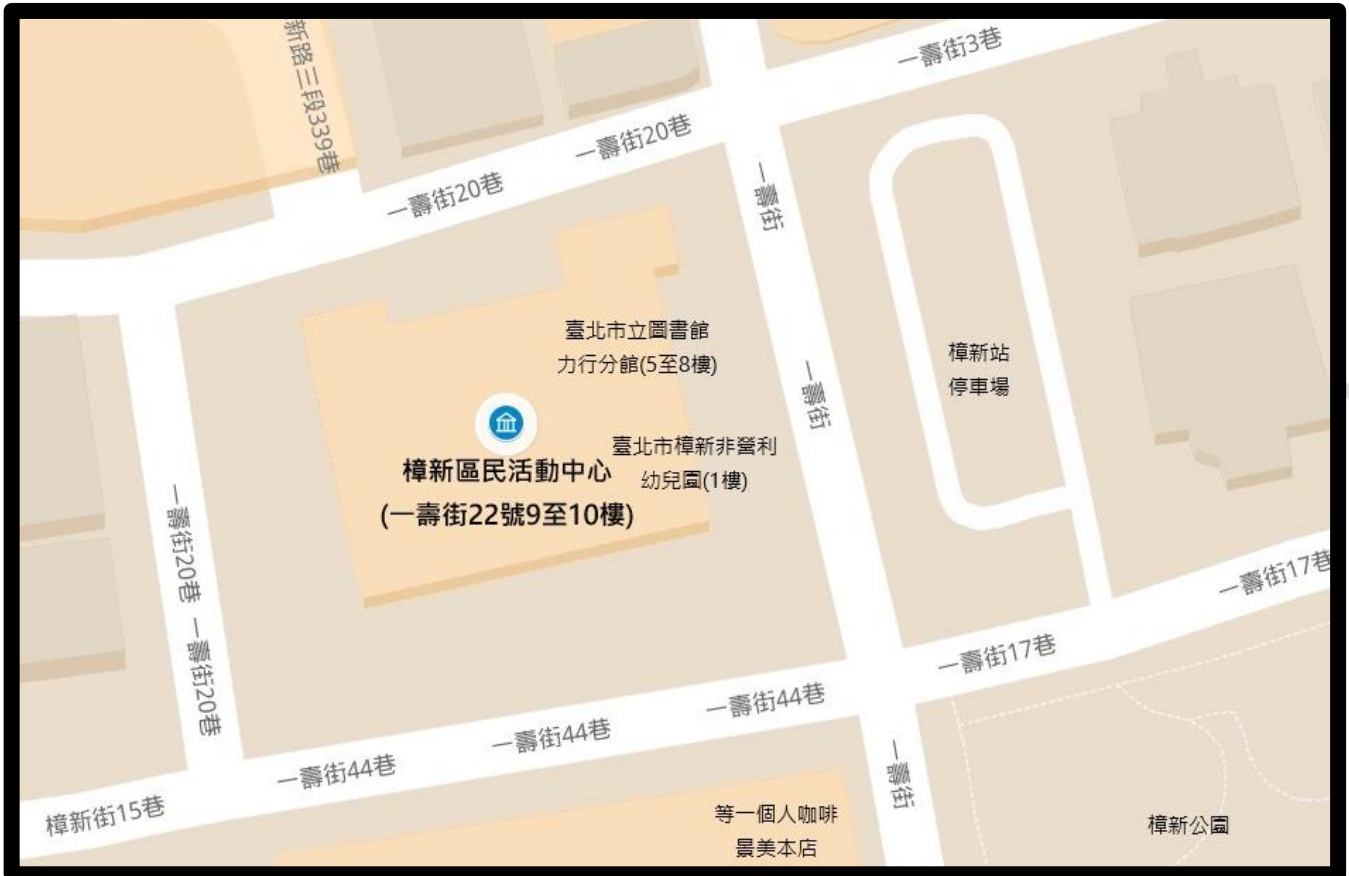 一壽街3巷
新路三段339巷
一壽街20巷
一壽街20巷
一壽街
臺北市立圖書館
力行分館(5至8樓)
樟新站
停車場
一壽街
臺北市樟新非營利
幼兒園(1樓)
樟新區民活動中心
(一壽街22號9至10樓)
一壽街20巷
一壽街20巷
一壽街17巷
一壽街17巷
一壽街44巷
一壽街44巷
一壽街44巷
樟新街15巷
一壽街
等一個人咖啡
景美本店
樟新公園